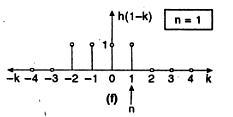 h(1–k)
n = 1
1
–k –4 –3 –2 –1 0 1 2 3 4 k
(f)
n